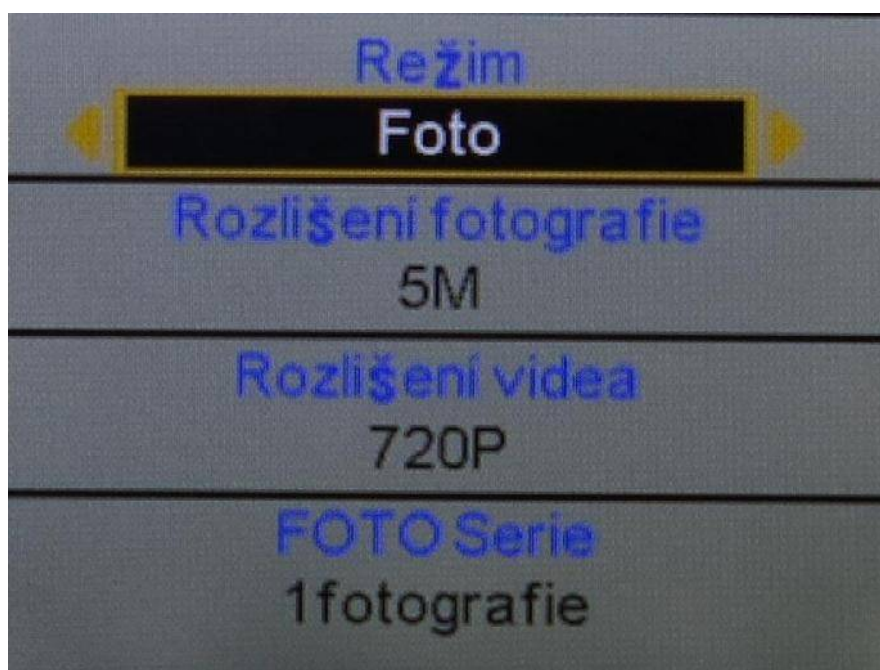 Režim
Foto
Rozlišení fotografie
5M
Rozlišení videa
720P
FOTO Serie
1fotografie